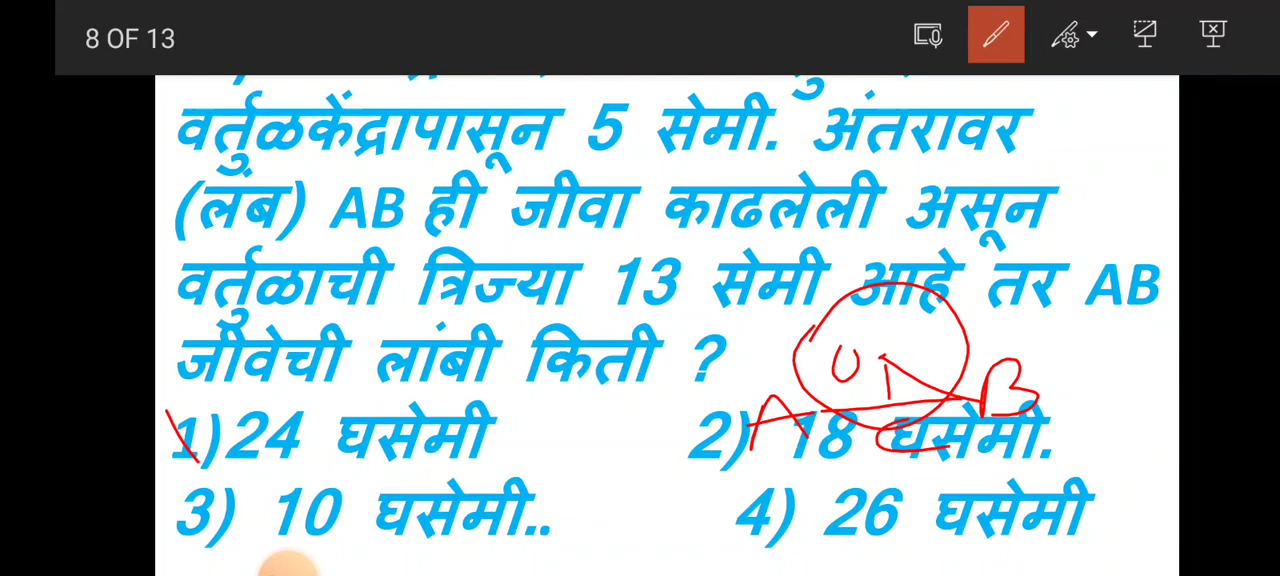 8 OF 13
वर्तुळकेंद्रापासून 5 सेमी. अंतरावर
(लंब) AB ही जीवा काढलेली असून
वर्तुळाची त्रिज्या 13 सेमी आहे तर AB
जीवेची लांबी किती ?
O
A B
1)24 घसेमी 2) 18 घसेमी.
3) 10 घसेमी.. 4) 26 घसेमी